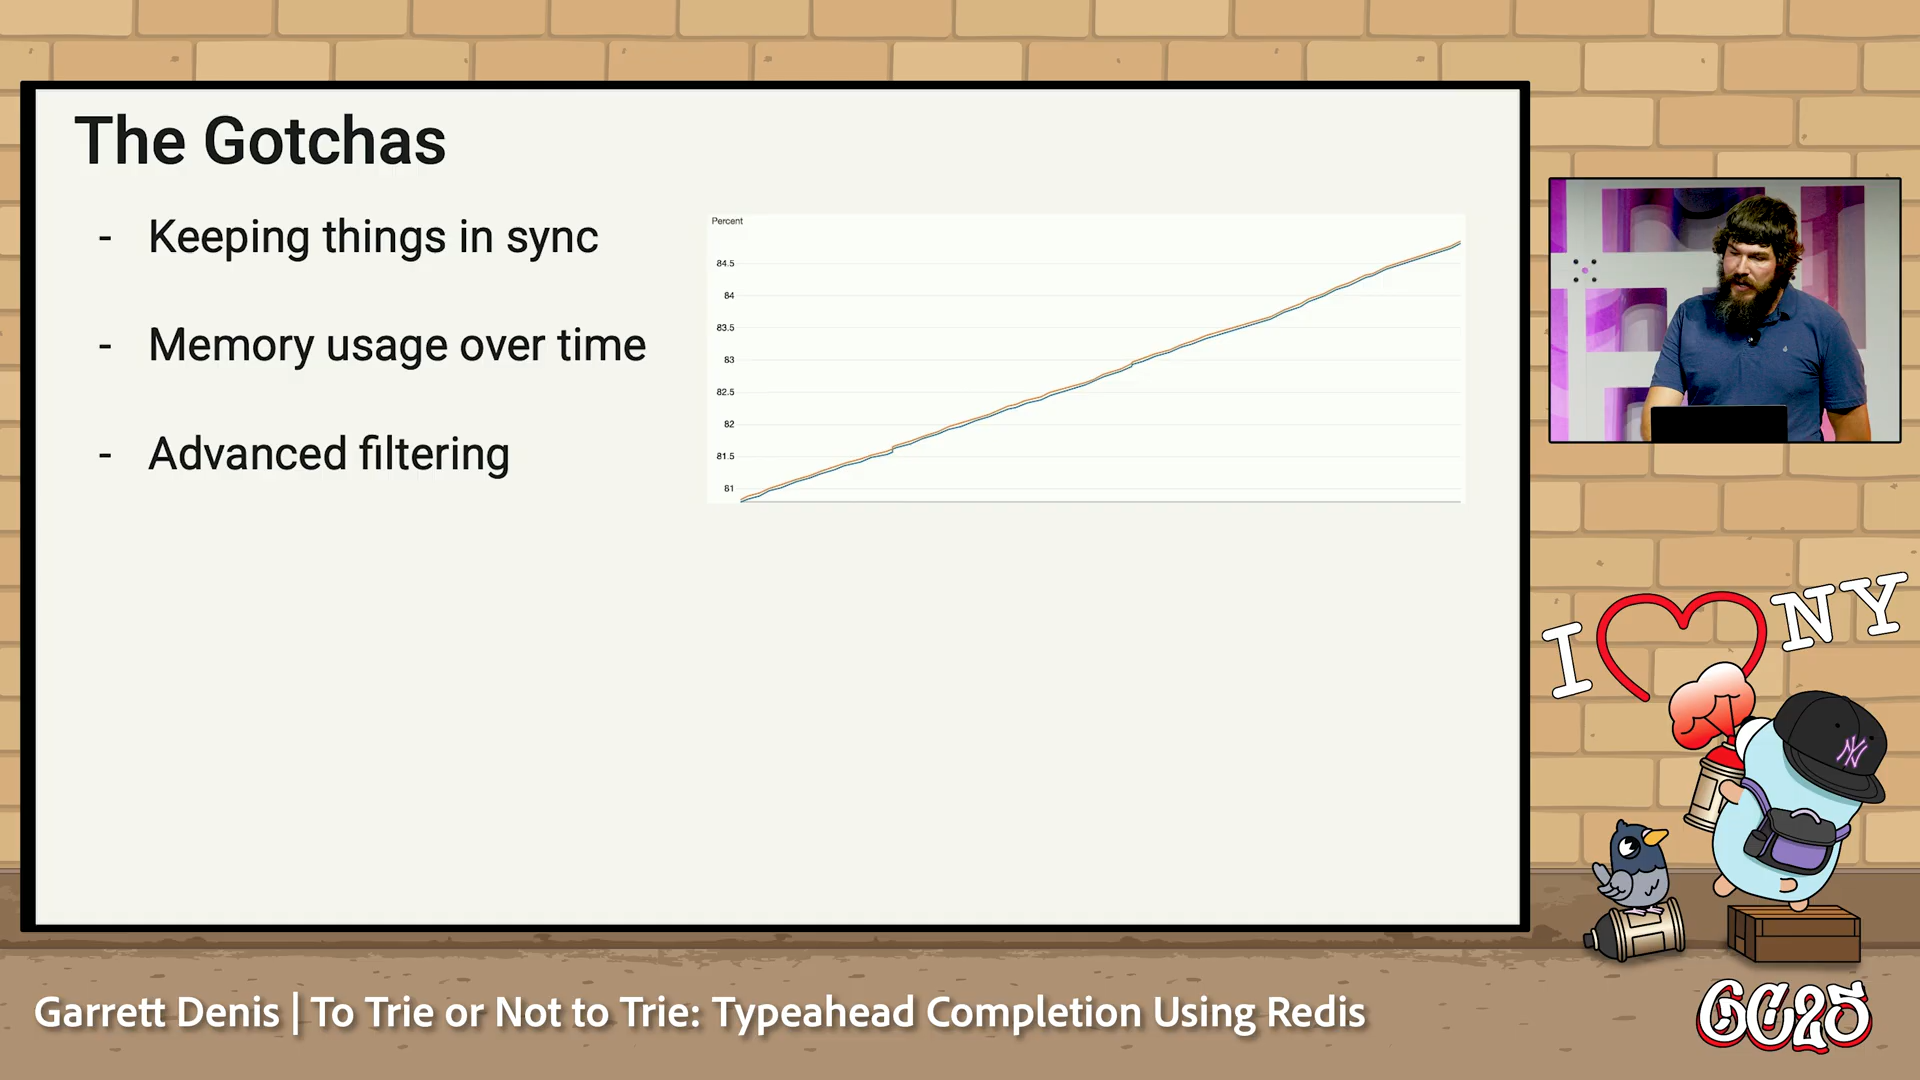 The Gotchas
- Keeping things in sync
- Memory usage over time
- Advanced filtering
Percent
84.5
84
83.5
83
82.5
82
81.5
81
I NY
NY
GC25
Garrett Denis | To Trie or Not to Trie: Typeahead Completion Using Redis